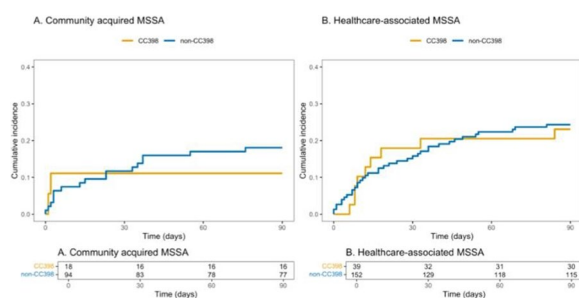 A. Community acquired MSSA
CC398 non-CC398
Cumulative incidence
0.4
0.3
0.2
0.1
0.0
0 30 60 90
Time (days)
A. Community acquired MSSA
CC398 18 16 16 16
non-CC398 94 83 78 77
0 30 60 90
Time (days)
B. Healthcare-associated MSSA
CC398 non-CC398
Cumulative incidence
0.4
0.3
0.2
0.1
0.0
0 30 60 90
Time (days)
B. Healthcare-associated MSSA
CC398 39 32 31 30
non-CC398 152 129 118 115
0 30 60 90
Time (days)